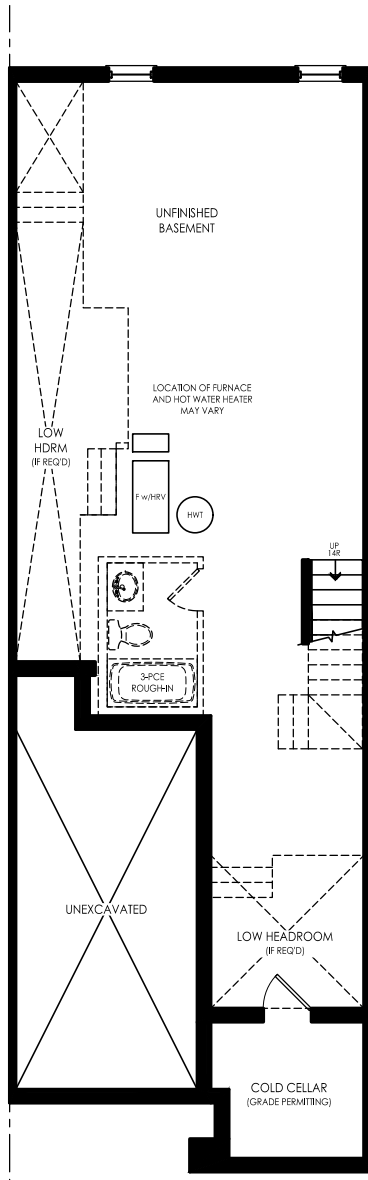 UNFINISHED
BASEMENT
LOCATION OF FURNACE
AND HOT WATER HEATER
MAY VARY
LOW
HDRM
(IF REQ'D)
F w/HRV
HWT
UP
14R
3-PCE
ROUGH-IN
UNEXCAVATED
LOW HEADROOM
(IF REQ'D)
COLD CELLAR
(GRADE PERMITTING)